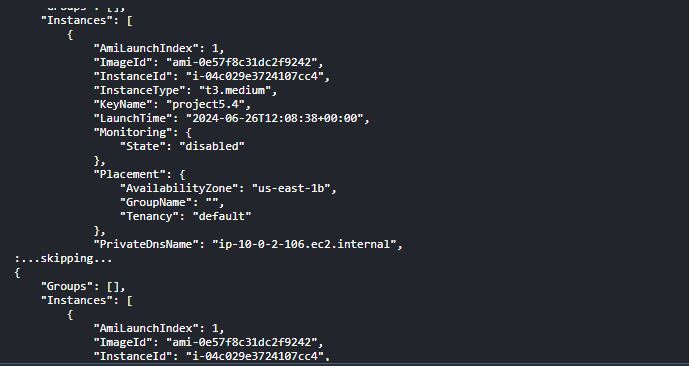 "Groups": [],
"Instances": [
{
"AmiLaunchIndex": 1,
"ImageId": "ami-0e57f8c31dc2f9242",
"InstanceId": "i-04c029e3724107cc4",
"InstanceType": "t3.medium",
"KeyName": "project5.4",
"LaunchTime": "2024-06-26T12:08:38+00:00",
"Monitoring": {
"State": "disabled"
},
"Placement": {
"AvailabilityZone": "us-east-1b",
"GroupName": "",
"Tenancy": "default"
},
"PrivateDnsName": "ip-10-0-2-106.ec2.internal",
:...skipping...
{
"Groups": [],
"Instances": [
{
"AmiLaunchIndex": 1,
"ImageId": "ami-0e57f8c31dc2f9242",
"InstanceId": "i-04c029e3724107cc4",